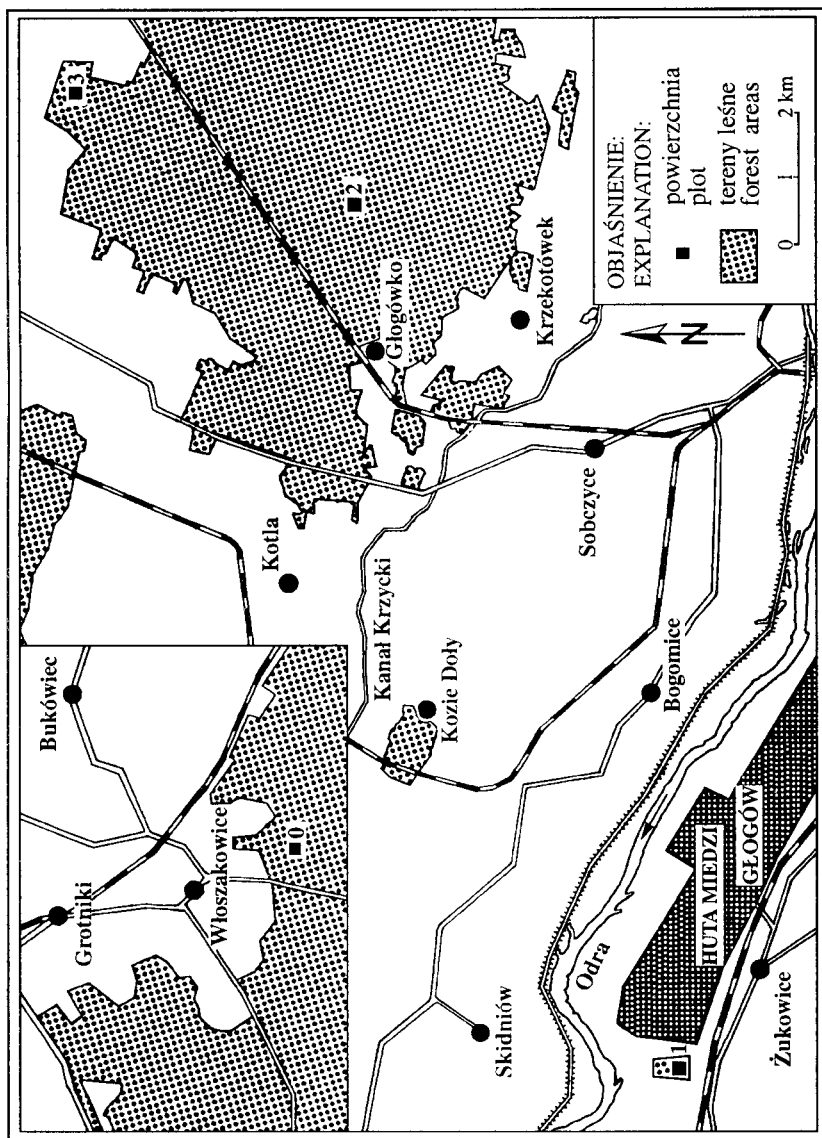 Grotniki
Bukówiec
Włoszakowice
0
Kotla
Kanał Krzycki
Kozie Doły
Skidniów
3
2
Głogówko
Krzekotówek
Sobczyce
Bogomice
Odra
HUTA MIEDZI
GŁOGÓW
1
Żukowice
N
OBJAŚNIENIE:
EXPLANATION:
powierzchnia
plot
tereny leśne
forest areas
0 1 2 km